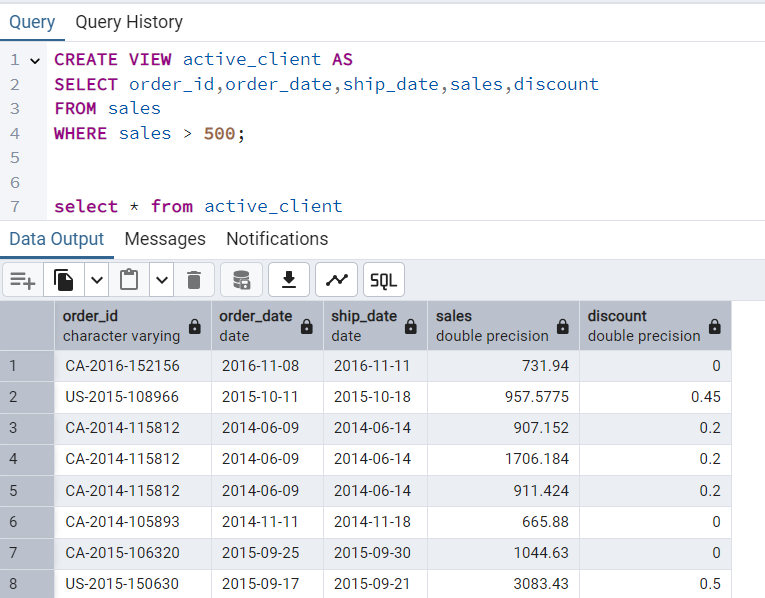 Query Query History
1 CREATE VIEW active_client AS
2 SELECT order_id,order_date,ship_date,sales,discount
3 FROM sales
4 WHERE sales > 500;
5
6
7 select * from active_client
Data Output Messages Notifications
SQL
order_id order_date ship_date sales discount
character varying date date double precision double precision
1 CA-2016-152156 2016-11-08 2016-11-11 731.94 0
2 US-2015-108966 2015-10-11 2015-10-18 957.5775 0.45
3 CA-2014-115812 2014-06-09 2014-06-14 907.152 0.2
4 CA-2014-115812 2014-06-09 2014-06-14 1706.184 0.2
5 CA-2014-115812 2014-06-09 2014-06-14 911.424 0.2
6 CA-2014-105893 2014-11-11 2014-11-18 665.88 0
7 CA-2015-106320 2015-09-25 2015-09-30 1044.63 0
8 US-2015-150630 2015-09-17 2015-09-21 3083.43 0.5